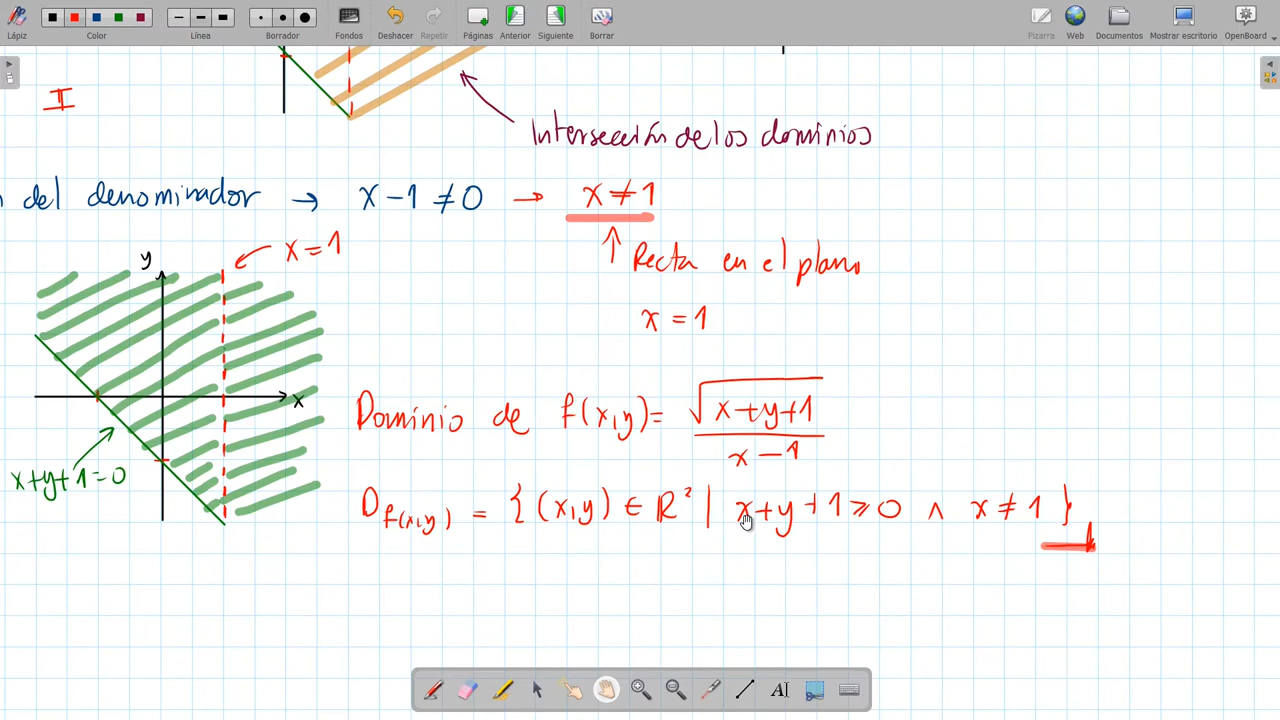 Lápiz Color Línea Borrador Fondos Deshacer Repetir Páginas Anterior Siguiente Borrar Pizarra Web Documentos Mostrar escritorio OpenBoard
I
Intersección de los dominios
del denominador → x-1 ≠ 0 → x ≠ 1
x = 1
Recta en el plano
x = 1
y
x
x+y+1=0
Dominio de f(x,y) = √(x+y+1) / (x-1)
D f(x,y) = {(x,y) ∈ ℝ² | x+y+1 ≥ 0 ∧ x ≠ 1}
AI